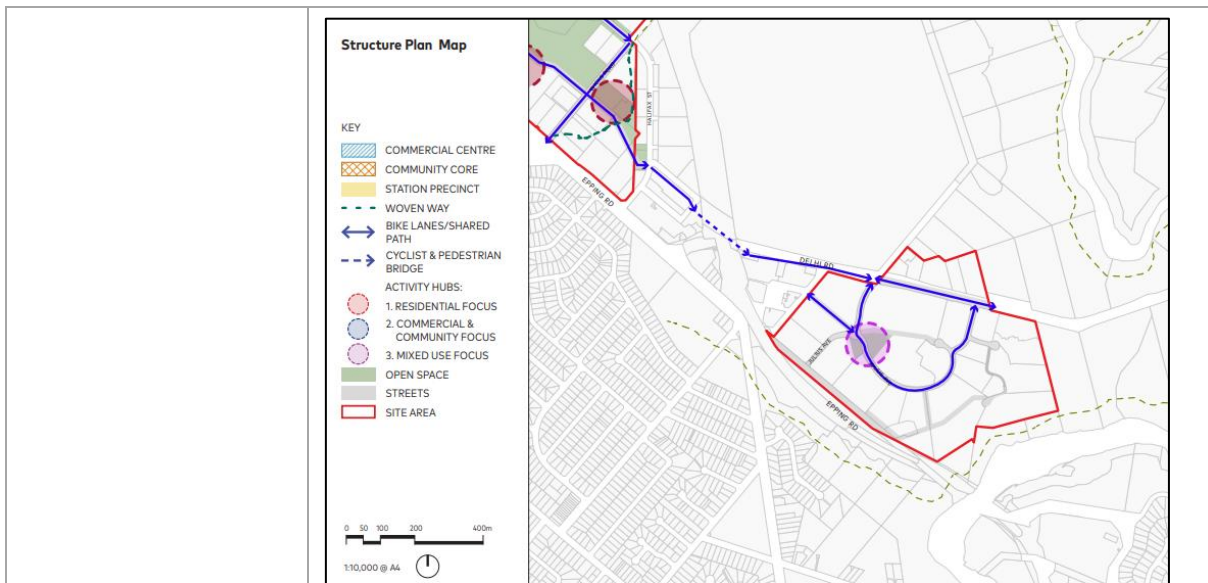 Structure Plan Map
KEY
COMMERCIAL CENTRE
COMMUNITY CORE
STATION PRECINCT
WOVEN WAY
BIKE LANES/SHARED
PATH
CYCLIST & PEDESTRIAN
BRIDGE
ACTIVITY HUBS:
1. RESIDENTIAL FOCUS
2. COMMERCIAL &
COMMUNITY FOCUS
3. MIXED USE FOCUS
OPEN SPACE
STREETS
SITE AREA
0 50 100 200 400m
1:10,000 @ A4
HALIFAX ST
EPPING RD
DELHI RD
JULIUS AVE
EPPING RD